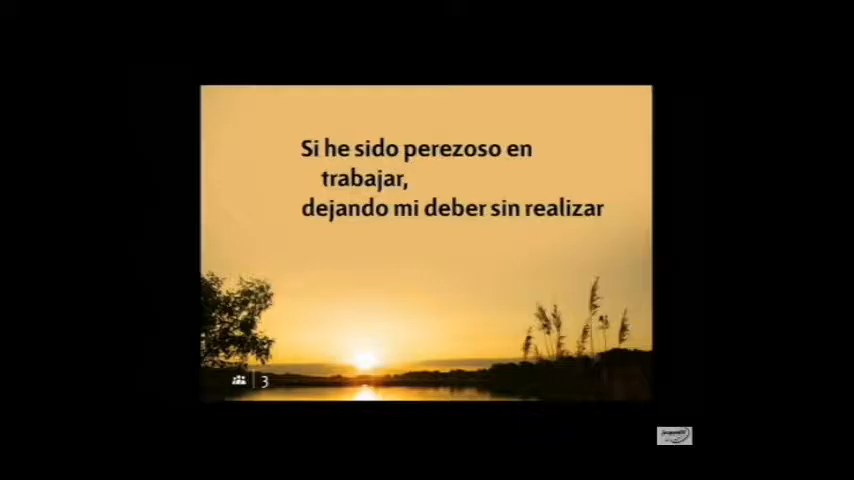 Si he sido perezoso en
trabajar,
dejando mi deber sin realizar
3